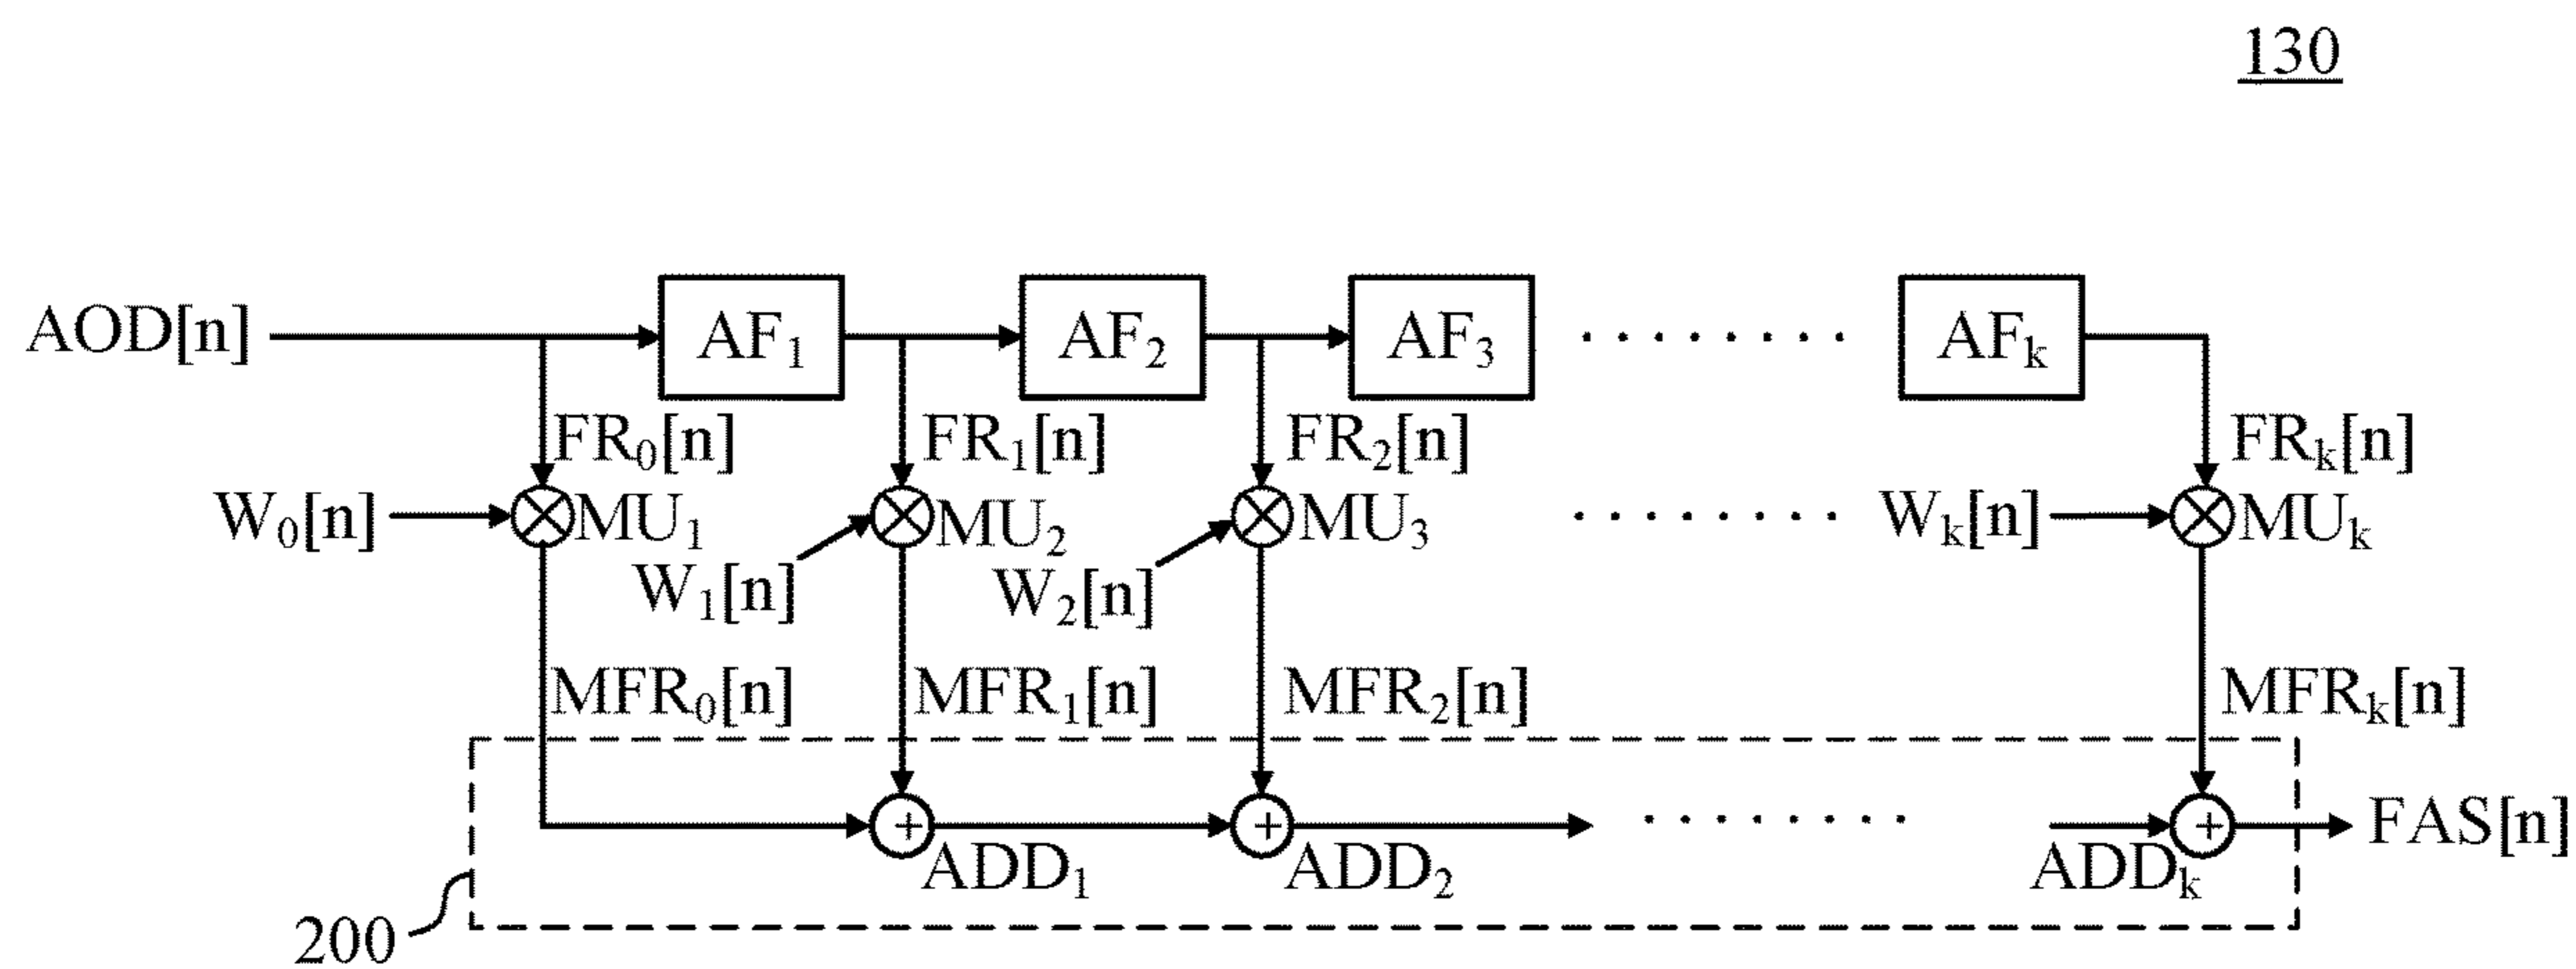 130
AOD[n] AF₁ AF₂ AF₃ ········ AFₖ
FR₀[n] FR₁[n] FR₂[n] FRₖ[n]
W₀[n] MU₁ MU₂ MU₃ ········ Wₖ[n] MUₖ
W₁[n] W₂[n]
MFR₀[n] MFR₁[n] MFR₂[n] MFRₖ[n]
+ + ········ + FAS[n]
ADD₁ ADD₂ ADDₖ
200